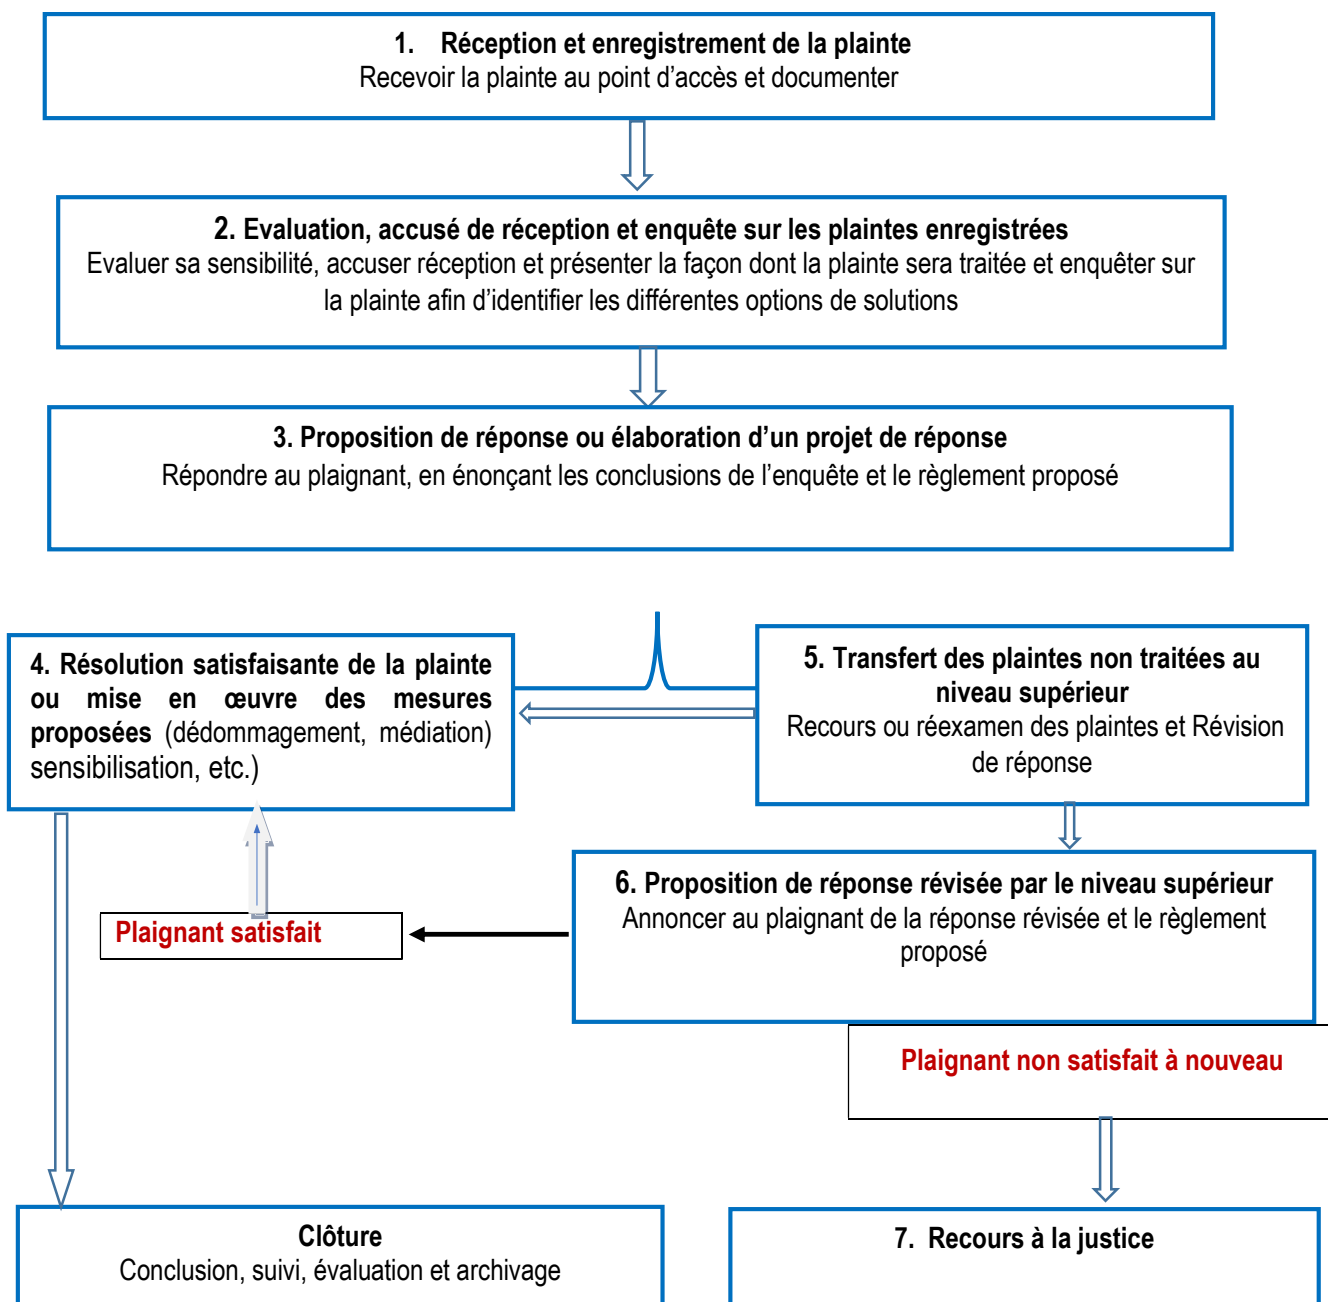 1. Réception et enregistrement de la plainte
Recevoir la plainte au point d’accès et documenter
2. Evaluation, accusé de réception et enquête sur les plaintes enregistrées
Evaluer sa sensibilité, accuser réception et présenter la façon dont la plainte sera traitée et enquêter sur
la plainte afin d’identifier les différentes options de solutions
3. Proposition de réponse ou élaboration d’un projet de réponse
Répondre au plaignant, en énonçant les conclusions de l’enquête et le règlement proposé
4. Résolution satisfaisante de la plainte
ou mise en œuvre des mesures
proposées (dédommagement, médiation)
sensibilisation, etc.)
5. Transfert des plaintes non traitées au
niveau supérieur
Recours ou réexamen des plaintes et Révision
de réponse
6. Proposition de réponse révisée par le niveau supérieur
Annoncer au plaignant de la réponse révisée et le règlement
proposé
Plaignant satisfait
Plaignant non satisfait à nouveau
Clôture
Conclusion, suivi, évaluation et archivage
7. Recours à la justice